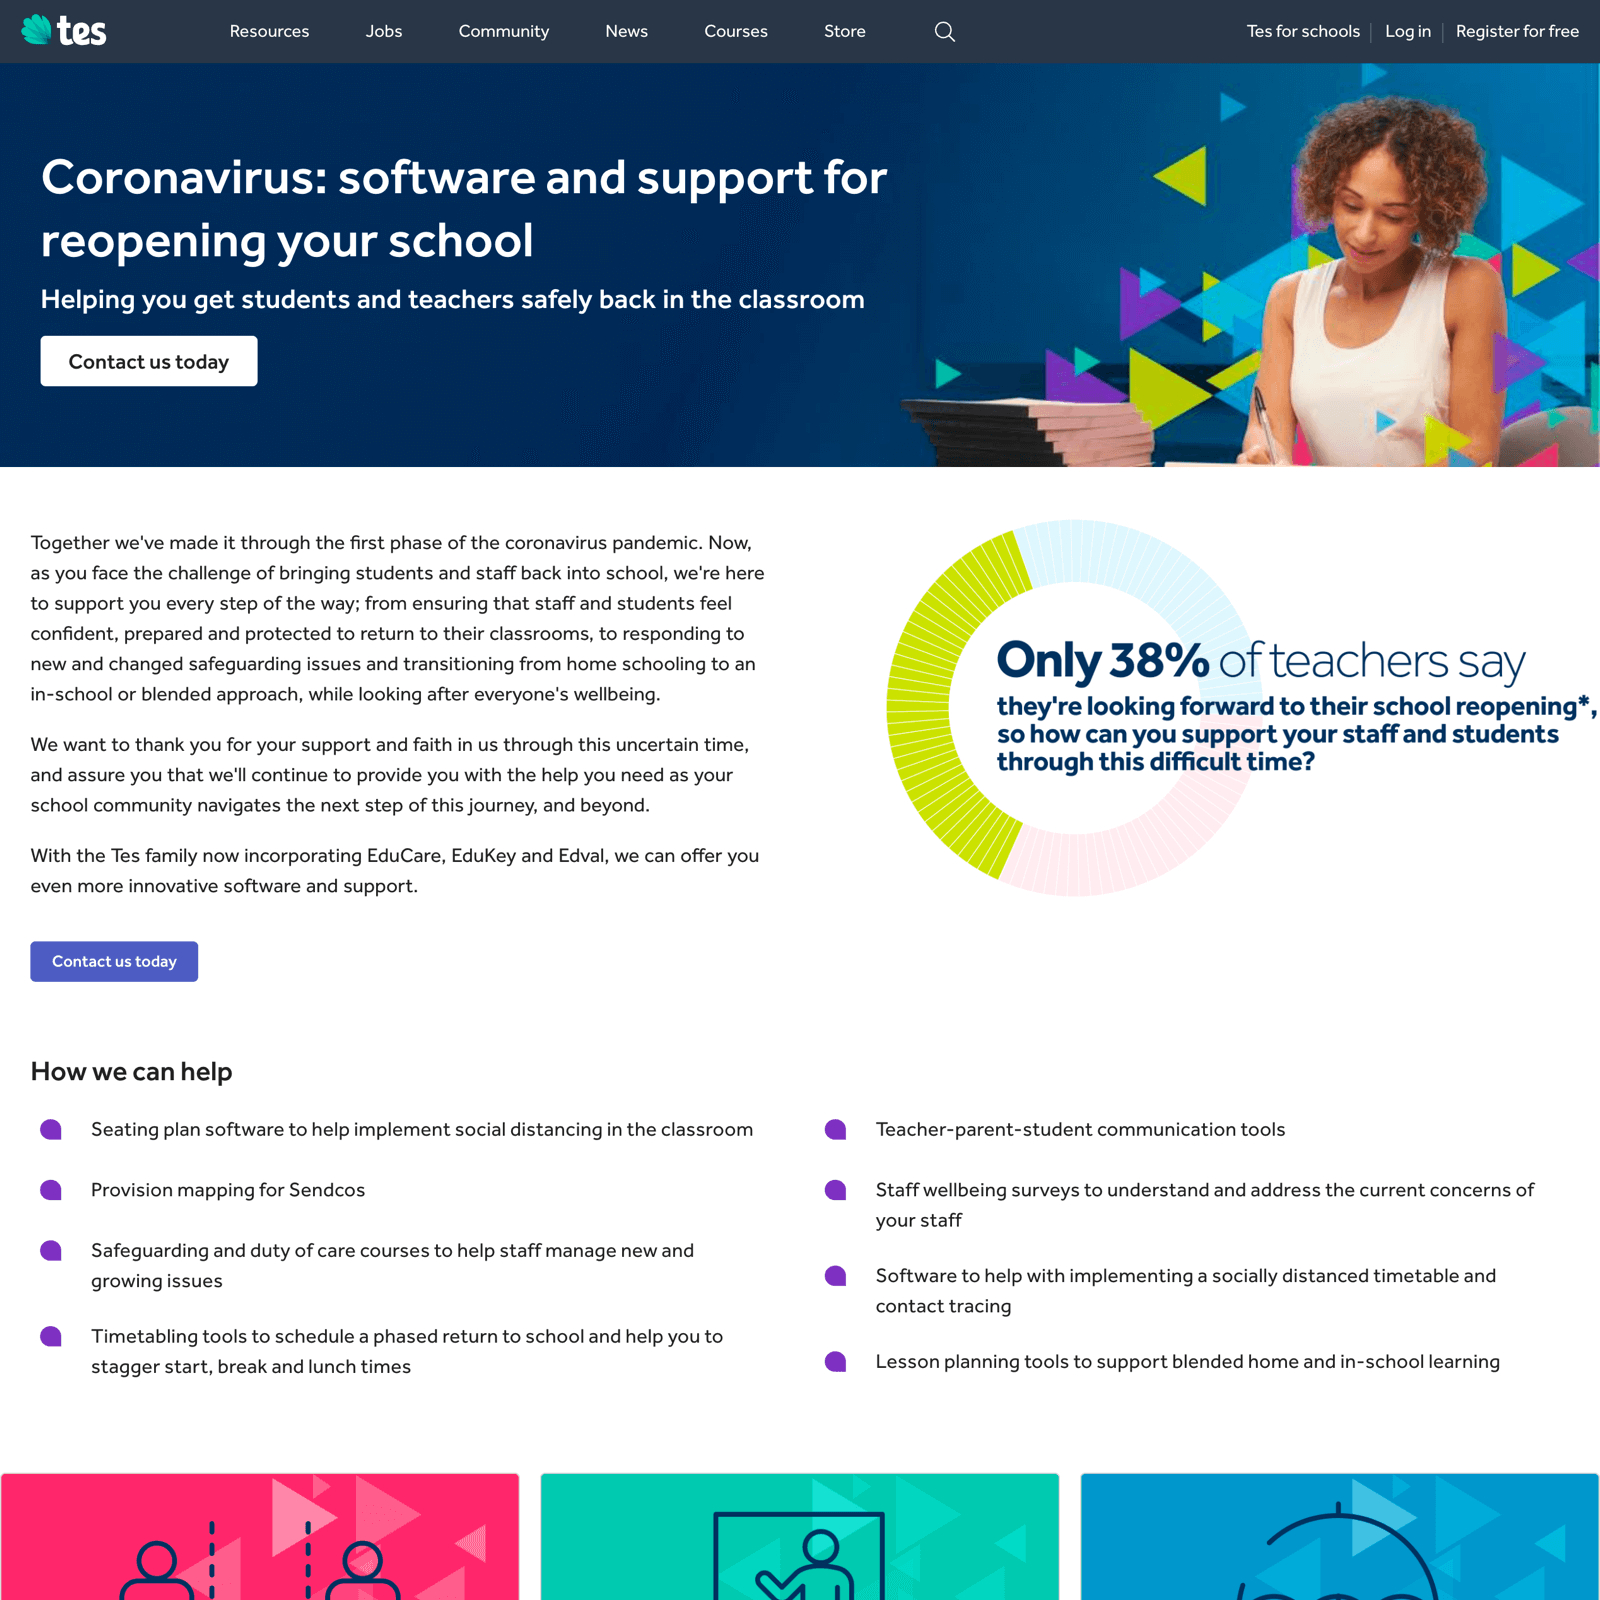 tes
Resources
Jobs
Community
News
Courses
Store
Tes for schools
Log in
Register for free
Coronavirus: software and support for
reopening your school
Helping you get students and teachers safely back in the classroom
Contact us today
Together we've made it through the first phase of the coronavirus pandemic. Now,
as you face the challenge of bringing students and staff back into school, we're here
to support you every step of the way; from ensuring that staff and students feel
confident, prepared and protected to return to their classrooms, to responding to
new and changed safeguarding issues and transitioning from home schooling to an
in-school or blended approach, while looking after everyone's wellbeing.
We want to thank you for your support and faith in us through this uncertain time,
and assure you that we'll continue to provide you with the help you need as your
school community navigates the next step of this journey, and beyond.
With the Tes family now incorporating EduCare, EduKey and Edval, we can offer you
even more innovative software and support.
Contact us today
Only 38% of teachers say
they're looking forward to their school reopening*,
so how can you support your staff and students
through this difficult time?
How we can help
Seating plan software to help implement social distancing in the classroom
Provision mapping for Sendcos
Safeguarding and duty of care courses to help staff manage new and
growing issues
Timetabling tools to schedule a phased return to school and help you to
stagger start, break and lunch times
Teacher-parent-student communication tools
Staff wellbeing surveys to understand and address the current concerns of
your staff
Software to help with implementing a socially distanced timetable and
contact tracing
Lesson planning tools to support blended home and in-school learning